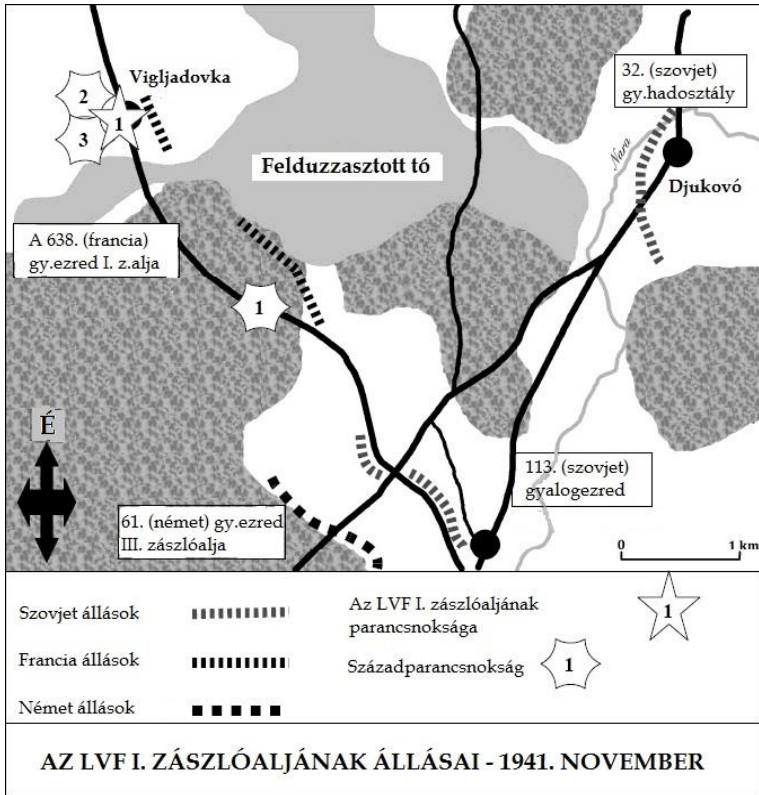 2
Vigljadovka
1
3
32. (szovjet)
gy.hadosztály
Nara
Djukovó
Felduzzasztott tó
A 638. (francia)
gy.ezred I. z.alja
1
É
113. (szovjet)
gyalogezred
61. (német) gy.ezred
III. zászlóalja
0 1 km
Szovjet állások
Francia állások
Német állások
Az LVF I. zászlóaljának
parancsnoksága
1
Századparancsnokság
1
AZ LVF I. ZÁSZLÓALJÁNAK ÁLLÁSAI - 1941. NOVEMBER